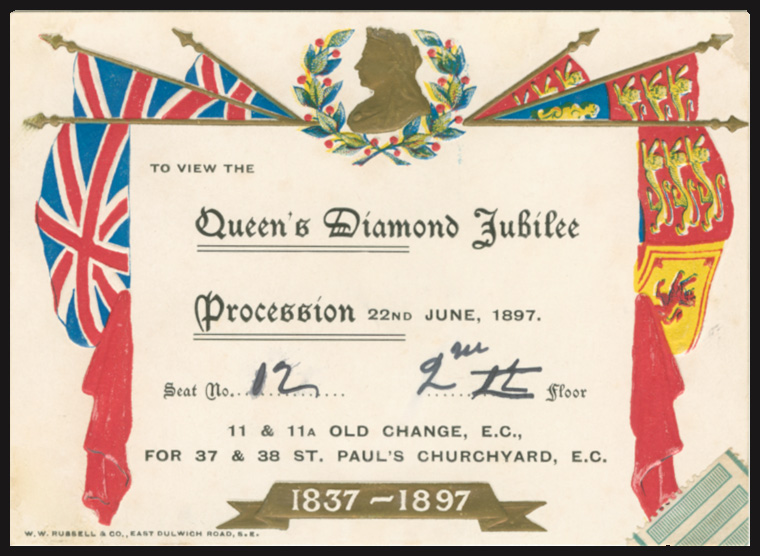 TO VIEW THE
Queen's Diamond Jubilee
Procession 22ND JUNE, 1897.
Seat No. 12 2nd II Floor
11 & 11A OLD CHANGE, E.C.,
FOR 37 & 38 ST. PAUL'S CHURCHYARD, E.C.
1837 – 1897
W. W. RUSSELL & CO., EAST DULWICH ROAD, S.E.